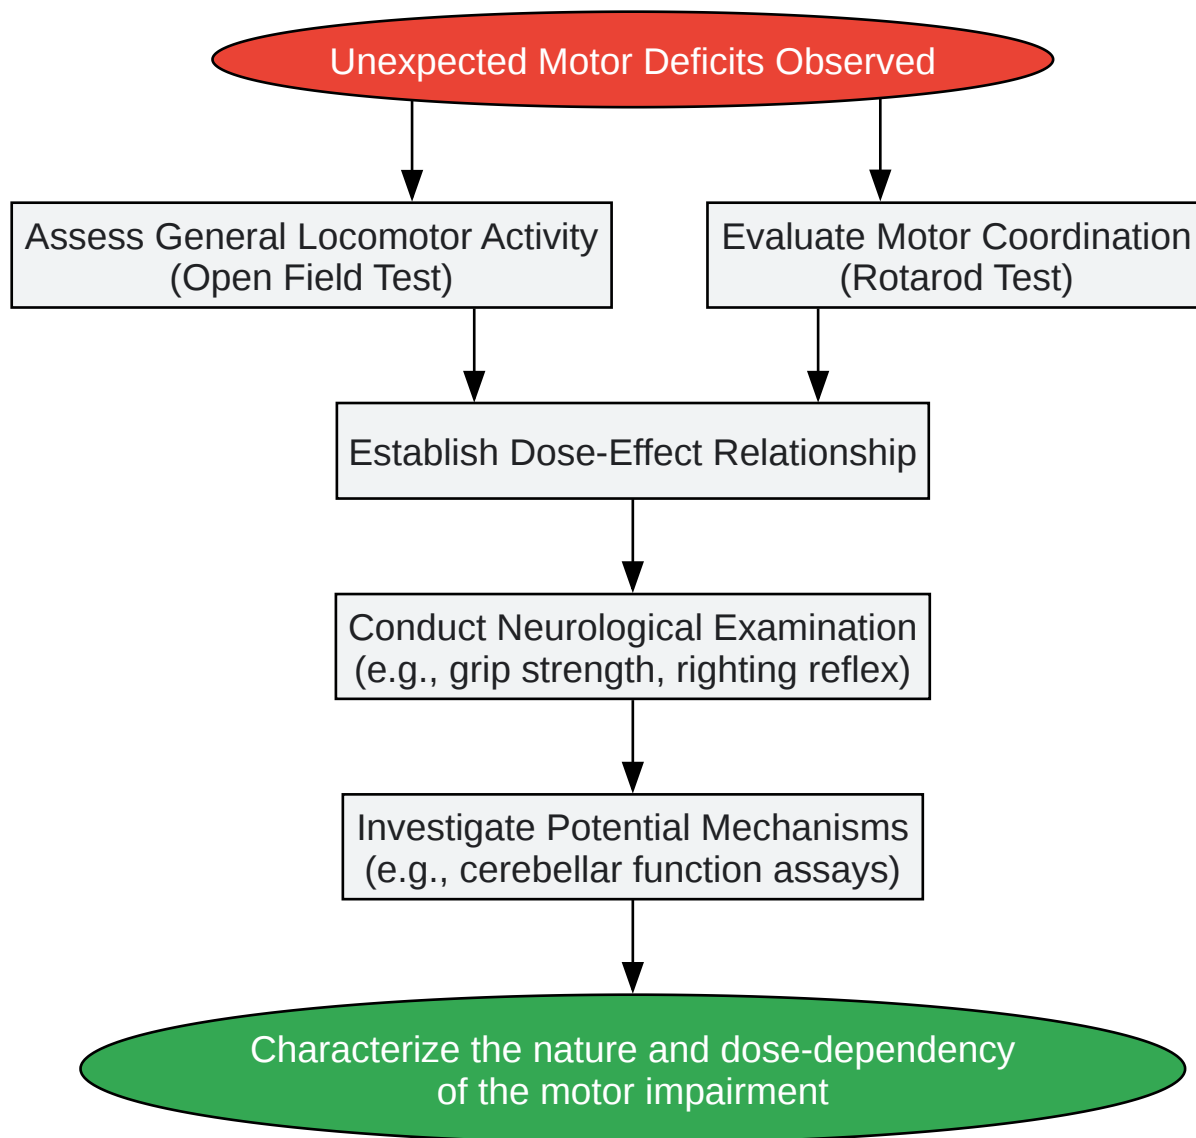 Unexpected Motor Deficits Observed
Assess General Locomotor Activity
(Open Field Test)
Evaluate Motor Coordination
(Rotarod Test)
Establish Dose-Effect Relationship
Conduct Neurological Examination
(e.g., grip strength, righting reflex)
Investigate Potential Mechanisms
(e.g., cerebellar function assays)
Characterize the nature and dose-dependency
of the motor impairment